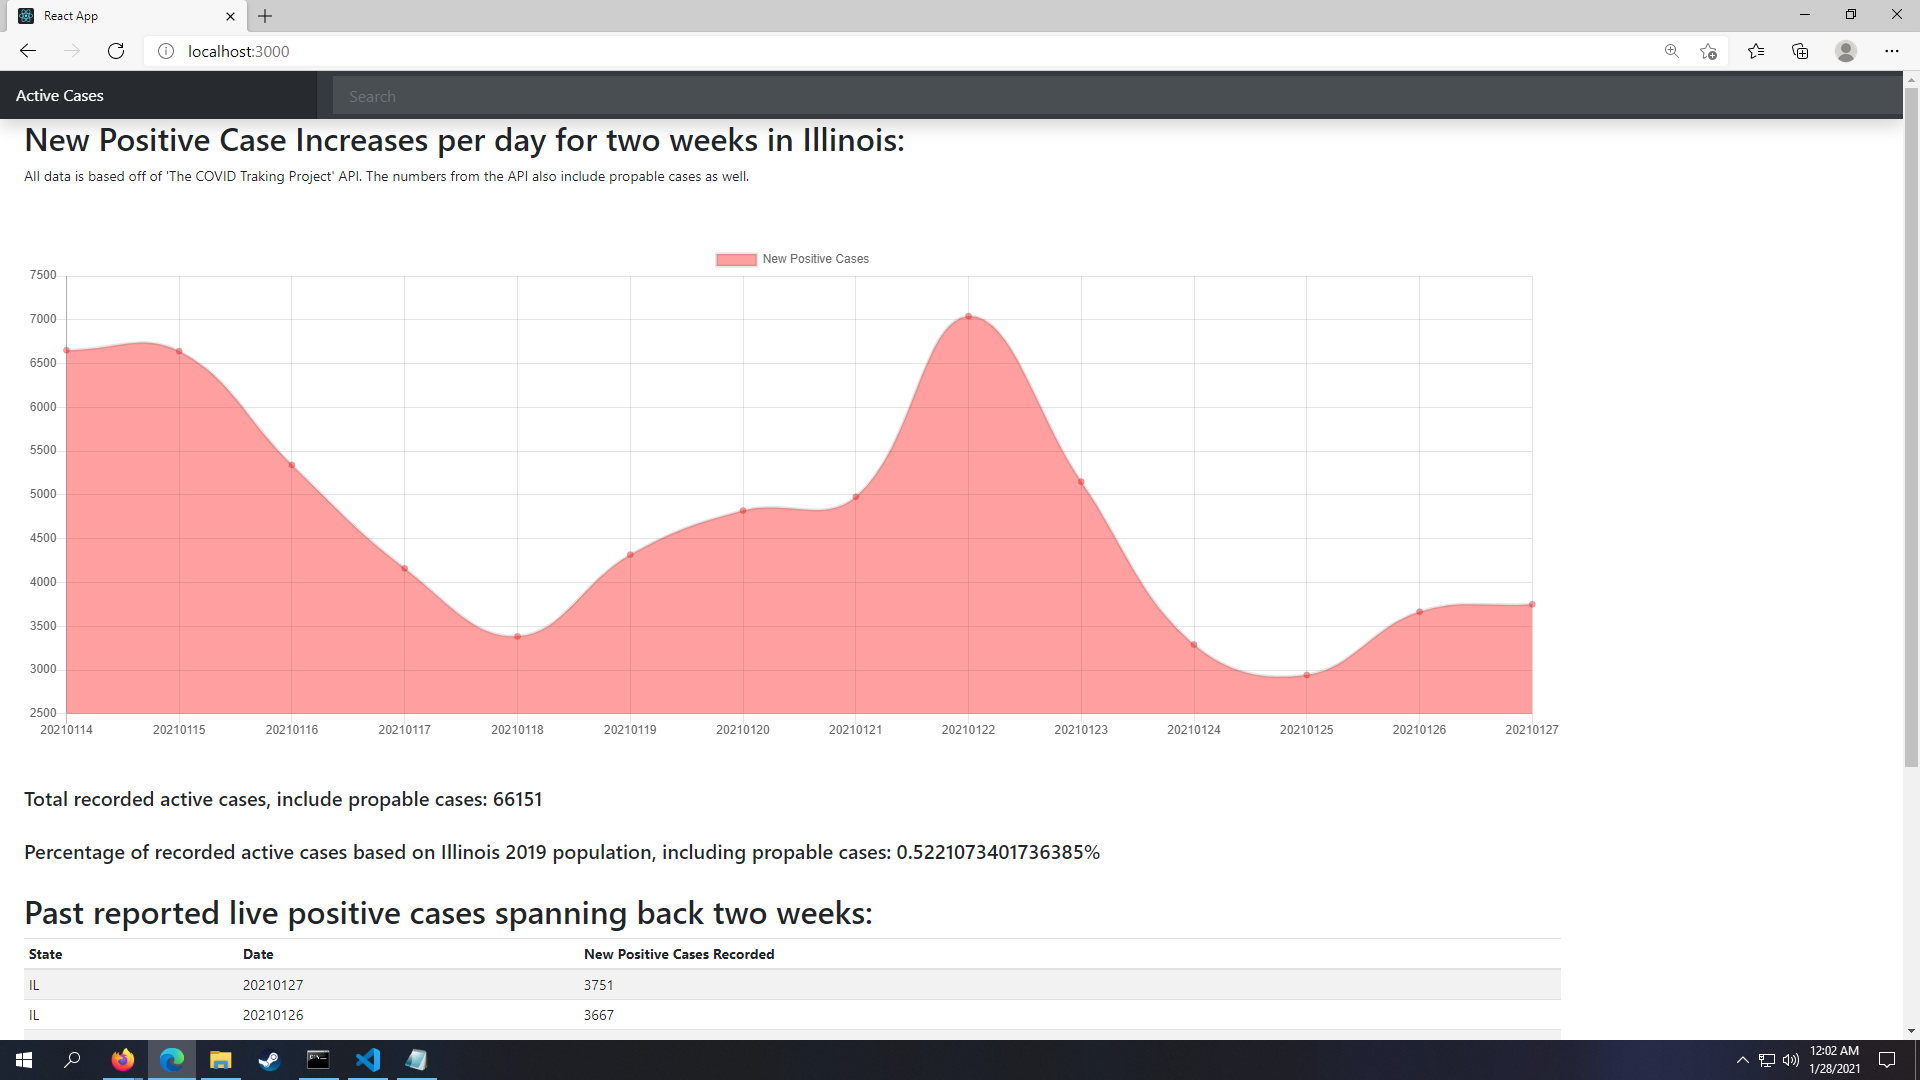 React App
localhost:3000
Active Cases
Search
New Positive Case Increases per day for two weeks in Illinois:
All data is based off of 'The COVID Traking Project' API. The numbers from the API also include propable cases as well.
New Positive Cases
7500
7000
6500
6000
5500
5000
4500
4000
3500
3000
2500
20210114 20210115 20210116 20210117 20210118 20210119 20210120 20210121 20210122 20210123 20210124 20210125 20210126 20210127
Total recorded active cases, include propable cases: 66151
Percentage of recorded active cases based on Illinois 2019 population, including propable cases: 0.5221073401736385%
Past reported live positive cases spanning back two weeks:
State Date New Positive Cases Recorded
IL 20210127 3751
IL 20210126 3667
12:02 AM
1/28/2021